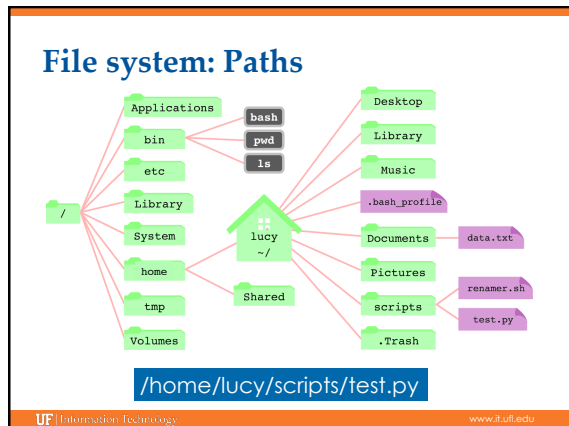 File system: Paths
/
Applications
bin
etc
Library
System
home
tmp
Volumes
bash
pwd
ls
lucy
~/
Shared
Desktop
Library
Music
.bash_profile
Documents
Pictures
scripts
.Trash
data.txt
renamer.sh
test.py
/home/lucy/scripts/test.py
UF Information Technology
www.it.ufl.edu